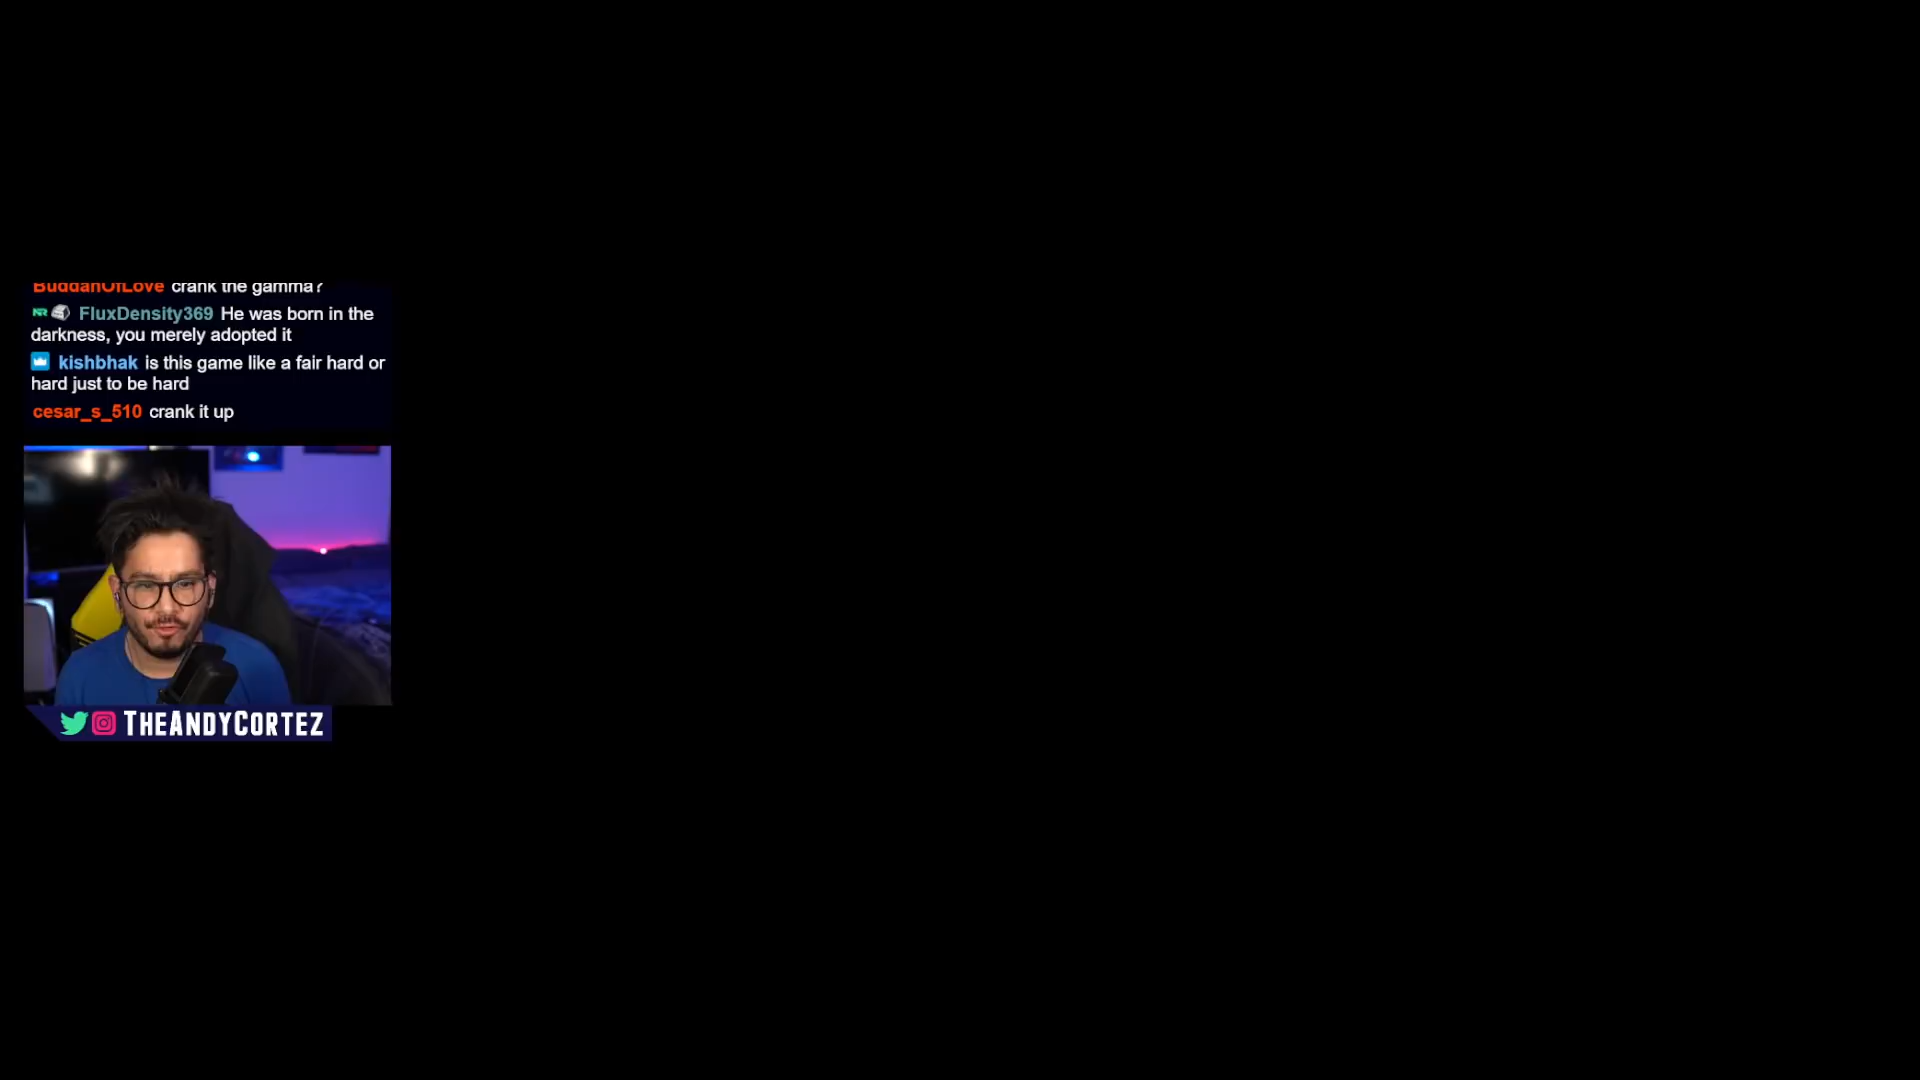 BuddahOfLove crank the gamma?
FluxDensity369 He was born in the
darkness, you merely adopted it
kishbhak is this game like a fair hard or
hard just to be hard
cesar_s_510 crank it up
THEANDYCORTEZ